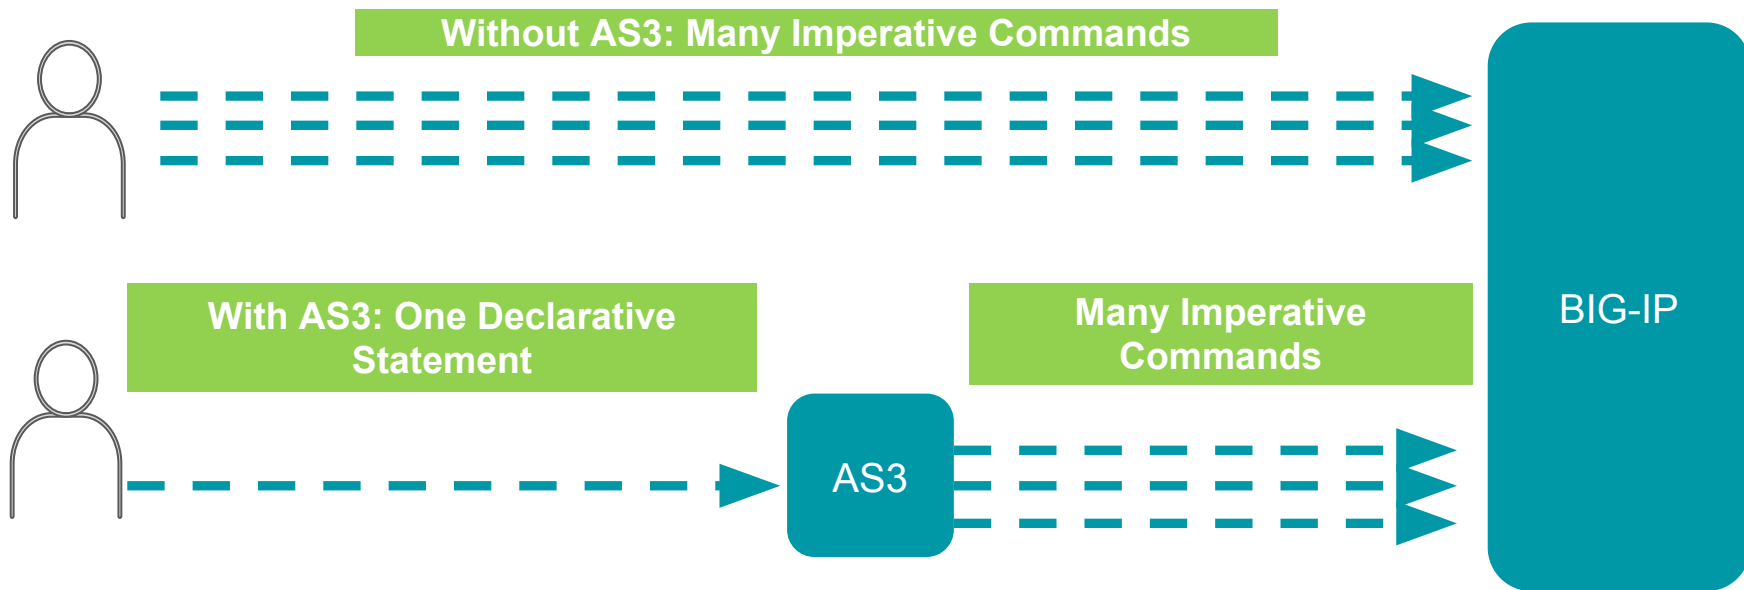 Without AS3: Many Imperative Commands
With AS3: One Declarative
Statement
Many Imperative
Commands
BIG-IP
AS3